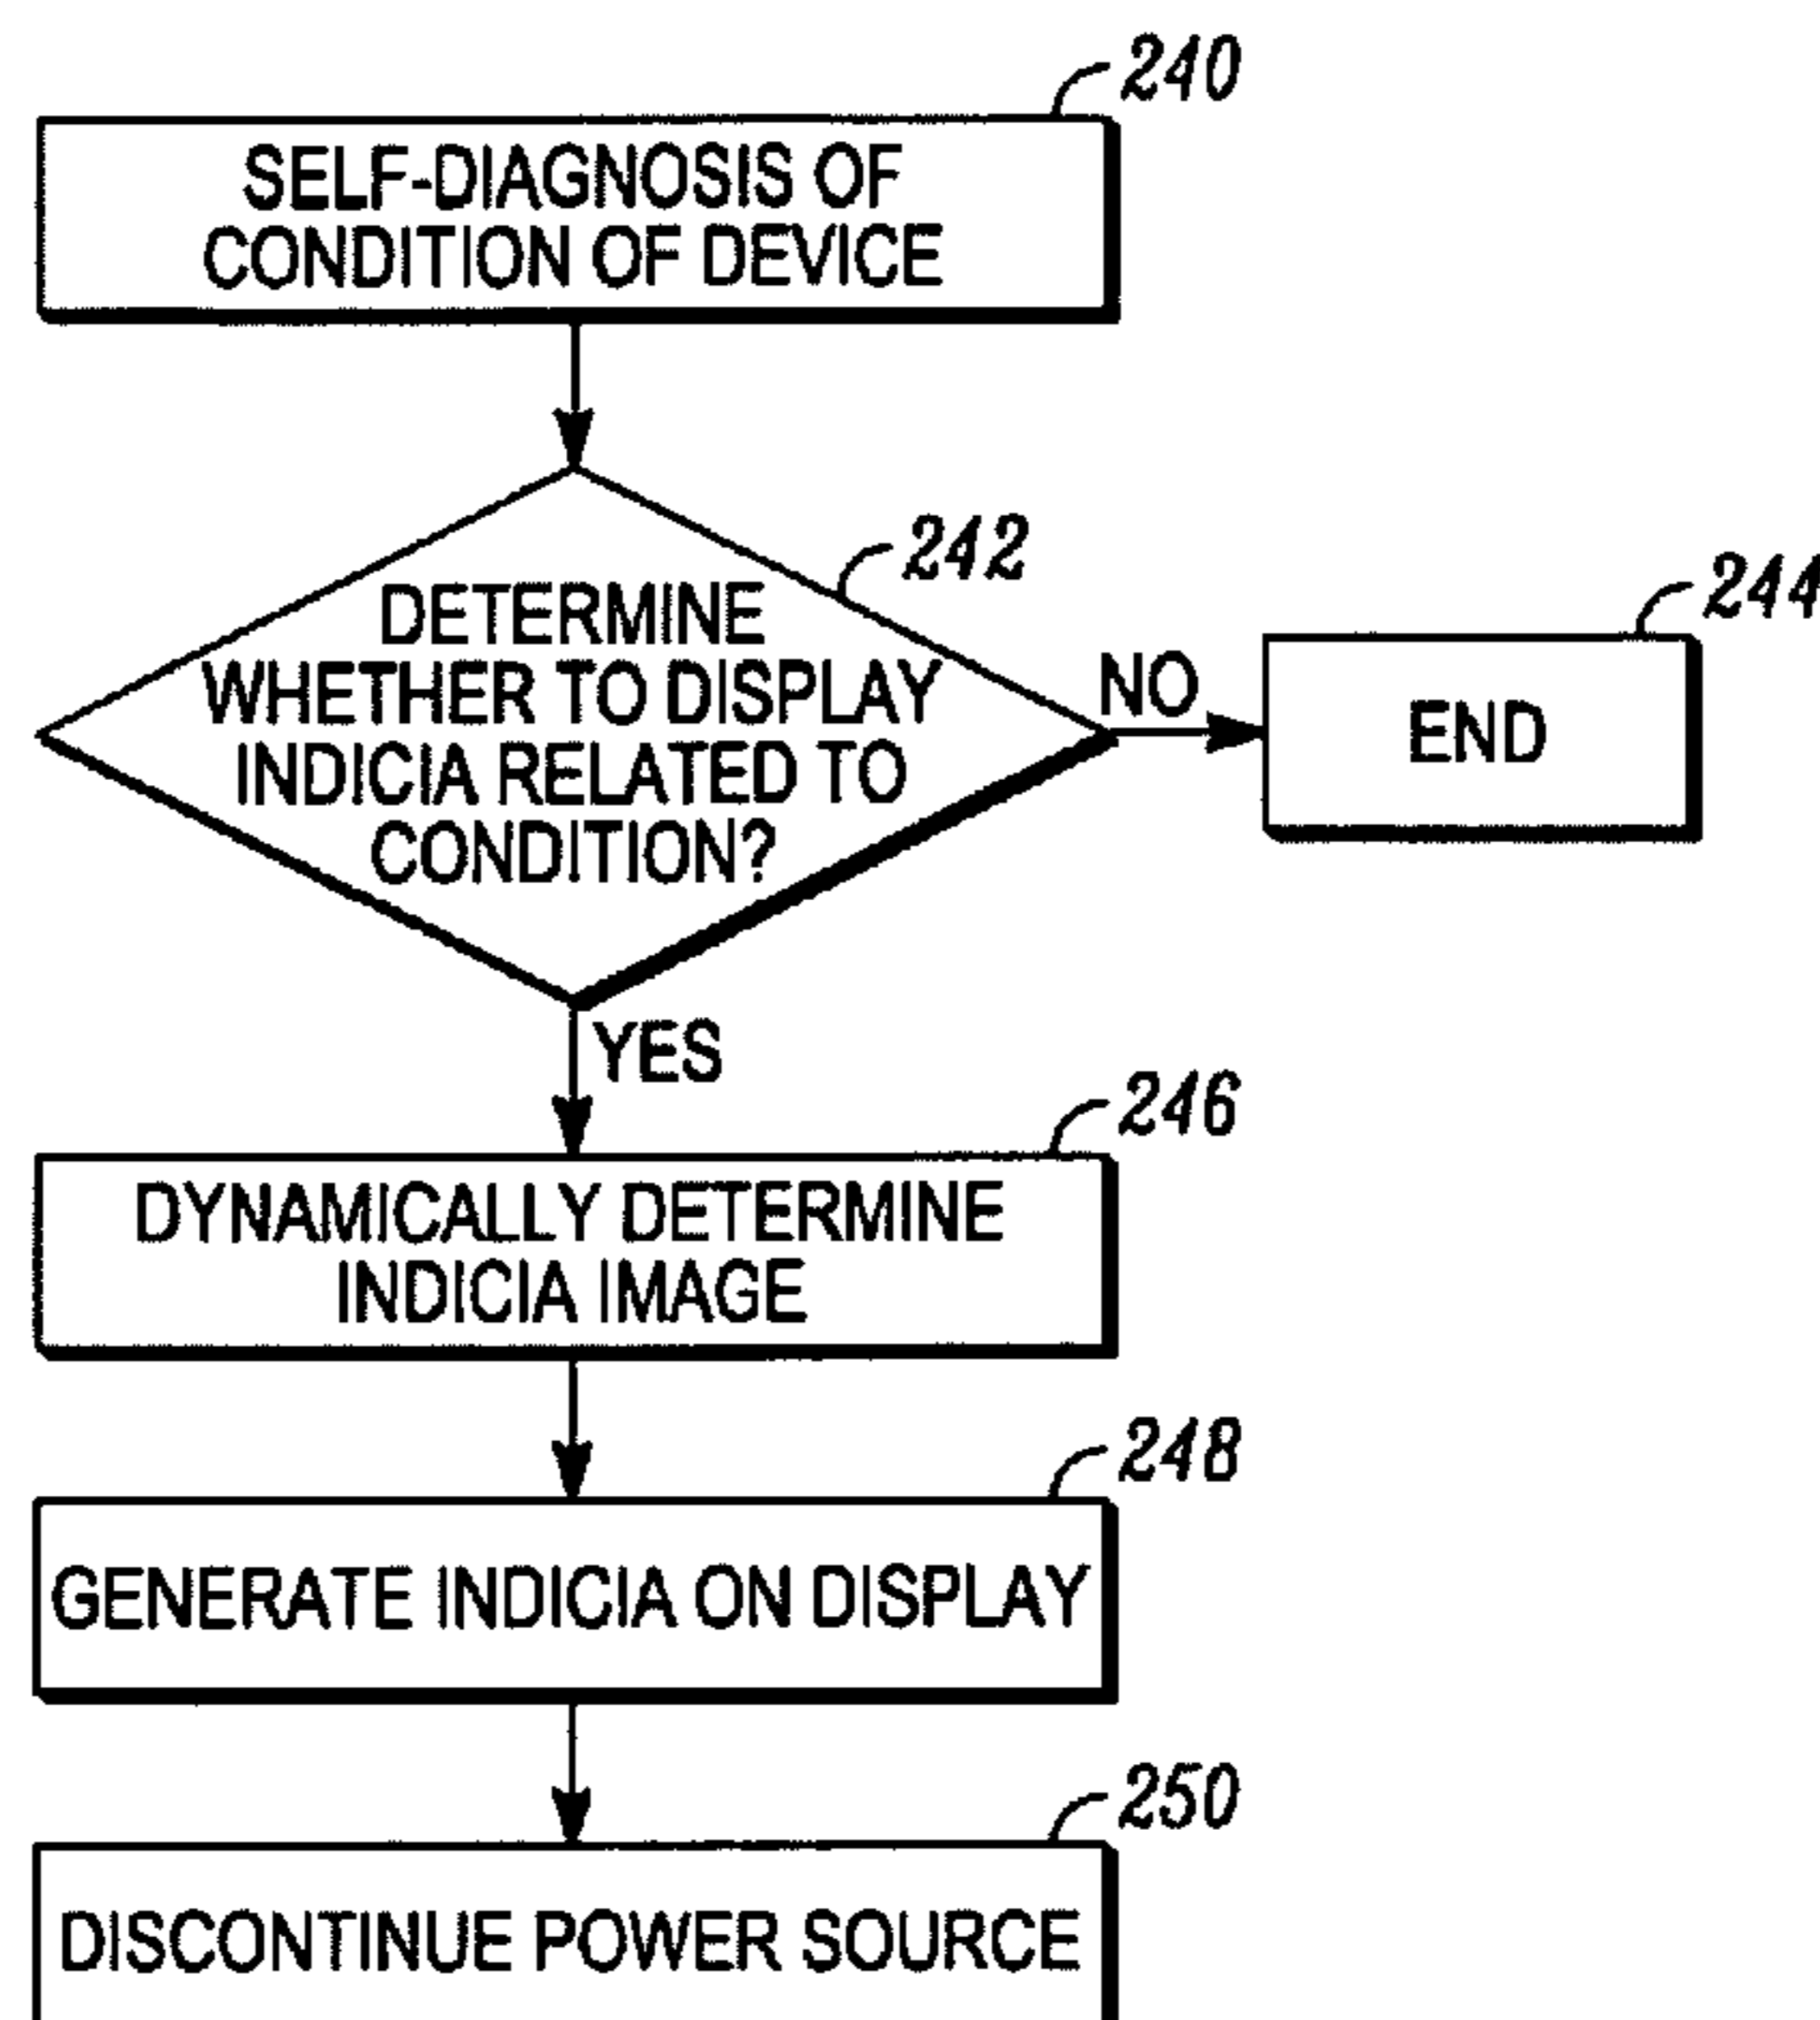 240
SELF-DIAGNOSIS OF
CONDITION OF DEVICE
242
DETERMINE
WHETHER TO DISPLAY
INDICIA RELATED TO
CONDITION?
NO
244
END
YES
246
DYNAMICALLY DETERMINE
INDICIA IMAGE
248
GENERATE INDICIA ON DISPLAY
250
DISCONTINUE POWER SOURCE